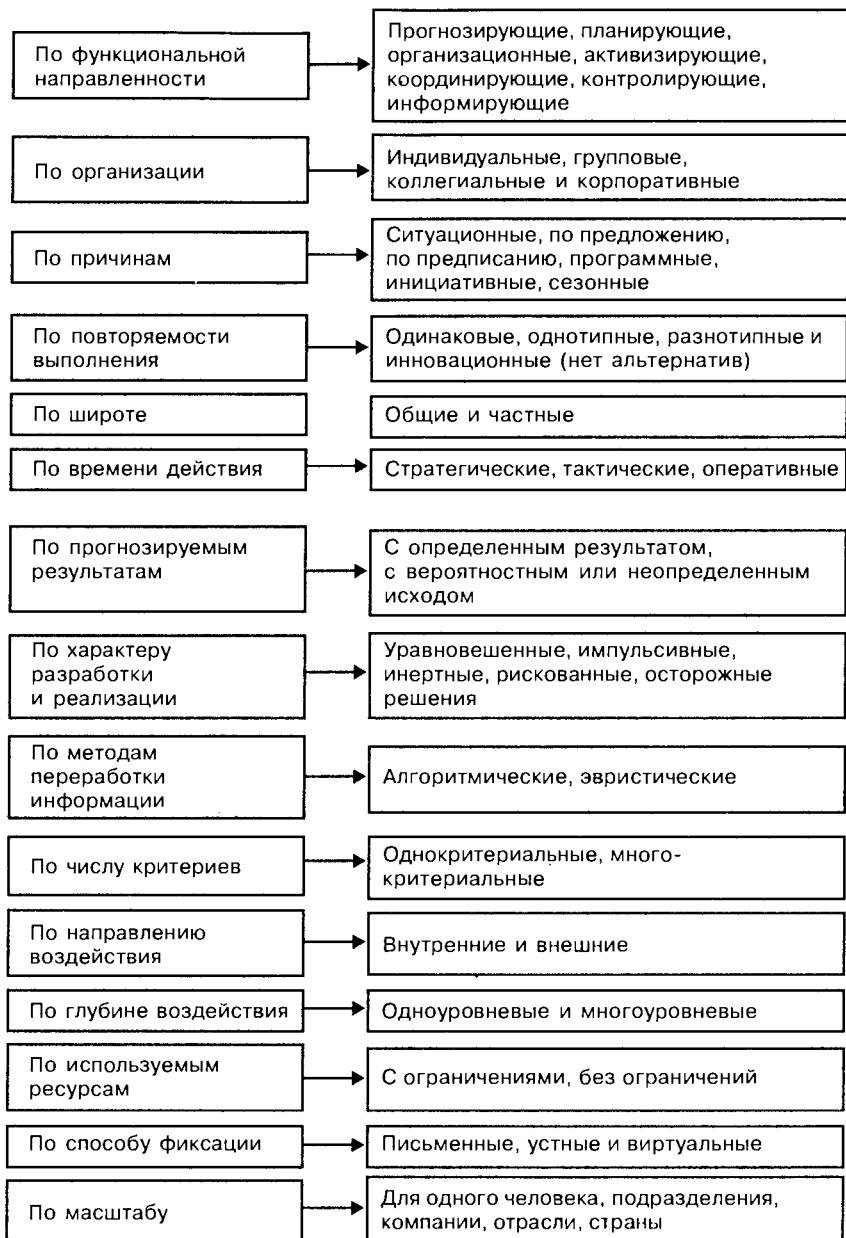 По функциональной
направленности
Прогнозирующие, планирующие,
организационные, активизирующие,
координирующие, контролирующие,
информирующие
По организации
Индивидуальные, групповые,
коллегиальные и корпоративные
По причинам
Ситуационные, по предложению,
по предписанию, программные,
инициативные, сезонные
По повторяемости
выполнения
Одинаковые, однотипные, разнотипные и
инновационные (нет альтернатив)
По широте
Общие и частные
По времени действия
Стратегические, тактические, оперативные
По прогнозируемым
результатам
С определенным результатом,
с вероятностным или неопределенным
исходом
По характеру
разработки
и реализации
Уравновешенные, импульсивные,
инертные, рискованные, осторожные
решения
По методам
переработки
информации
Алгоритмические, эвристические
По числу критериев
Однокритериальные, много-
критериальные
По направлению
воздействия
Внутренние и внешние
По глубине воздействия
Одноуровневые и многоуровневые
По используемым
ресурсам
С ограничениями, без ограничений
По способу фиксации
Письменные, устные и виртуальные
По масштабу
Для одного человека, подразделения,
компании, отрасли, страны